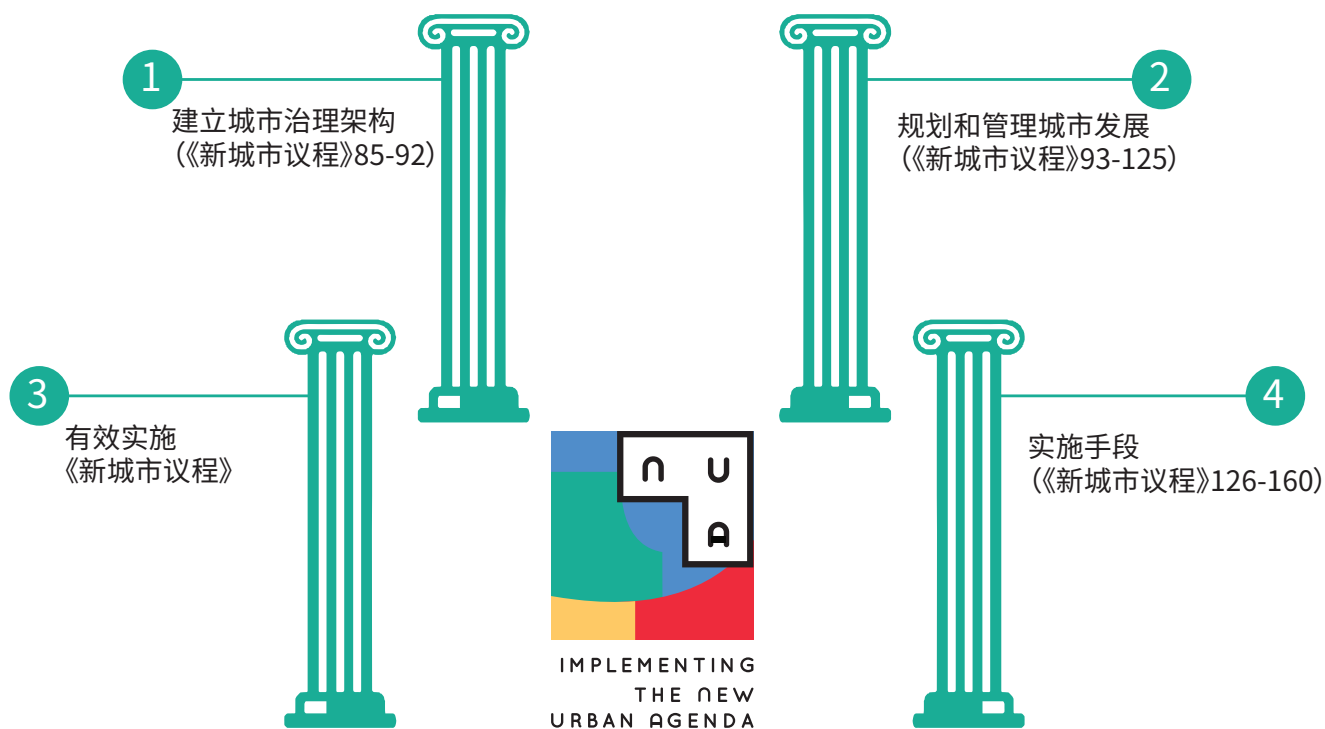 1
建立城市治理架构
（《新城市议程》85-92）
2
规划和管理城市发展
（《新城市议程》93-125）
3
有效实施
《新城市议程》
4
实施手段
（《新城市议程》126-160）
NUA
IMPLEMENTING
THE NEW
URBAN AGENDA